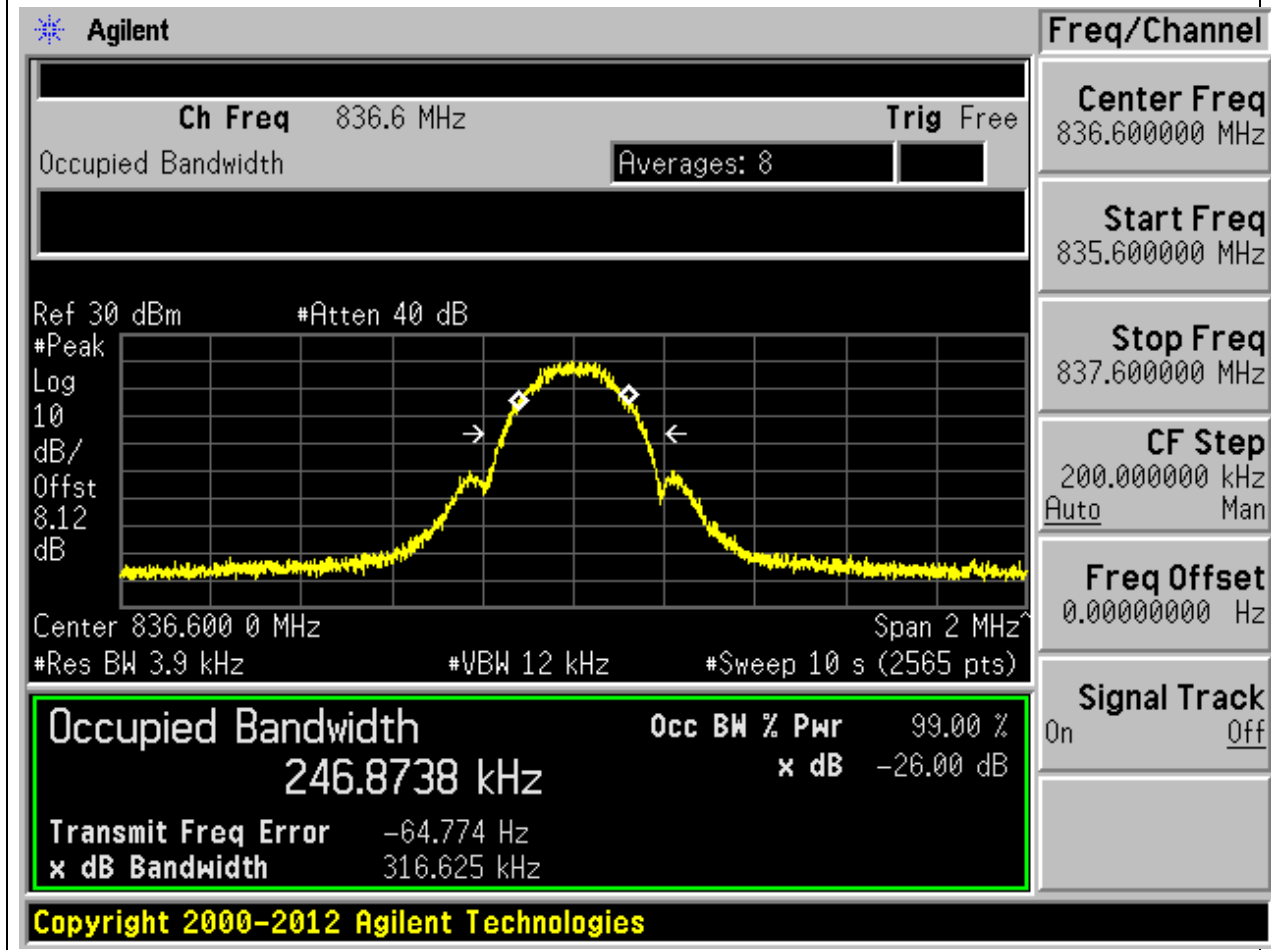 Agilent
Freq/Channel
Ch Freq 836.6 MHz Trig Free
Occupied Bandwidth Averages: 8
Ref 30 dBm #Atten 40 dB
#Peak
Log
10
dB/
Offst
8.12
dB
Center 836.600 0 MHz Span 2 MHz^
#Res BW 3.9 kHz #VBW 12 kHz #Sweep 10 s (2565 pts)
Occupied Bandwidth
246.8738 kHz
Occ BW % Pwr 99.00 %
x dB -26.00 dB
Transmit Freq Error -64.774 Hz
x dB Bandwidth 316.625 kHz
Copyright 2000-2012 Agilent Technologies
Center Freq
836.600000 MHz
Start Freq
835.600000 MHz
Stop Freq
837.600000 MHz
CF Step
200.000000 kHz
Auto Man
Freq Offset
0.00000000 Hz
Signal Track
On Off